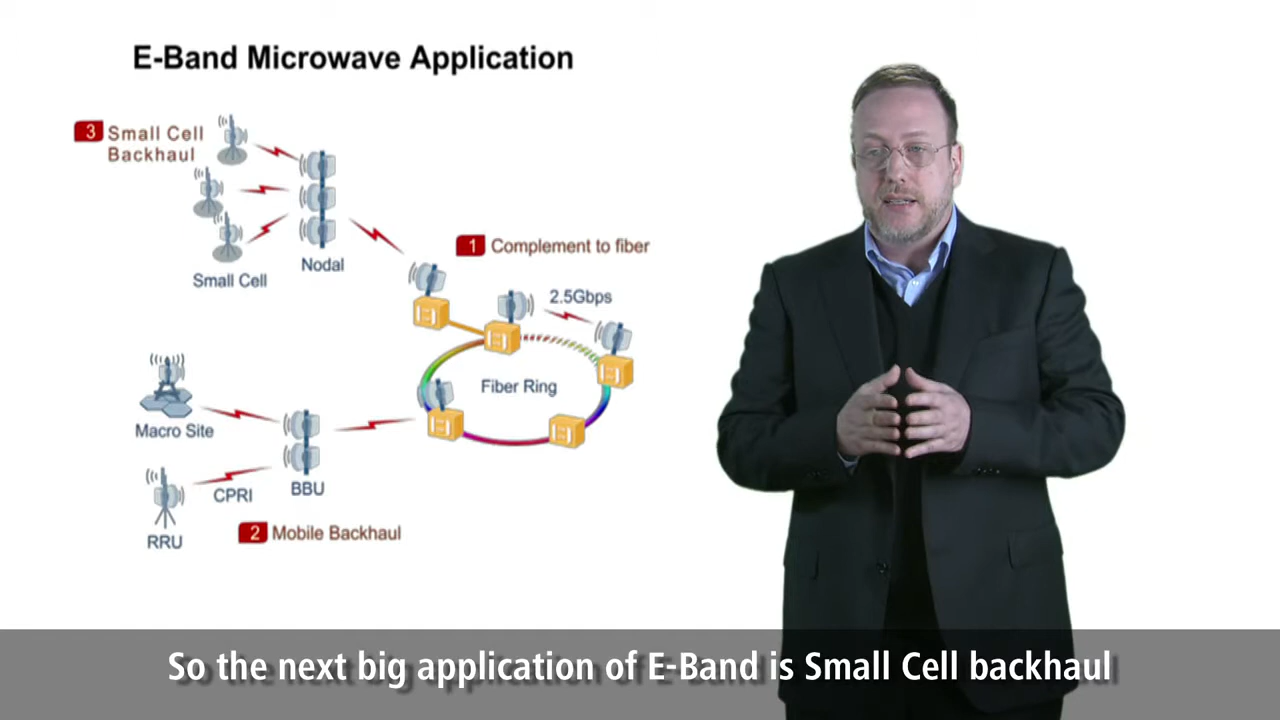 E-Band Microwave Application
3 Small Cell
Backhaul
Small Cell
Nodal
1 Complement to fiber
2.5Gbps
Fiber Ring
Macro Site
CPRI
BBU
RRU
2 Mobile Backhaul
So the next big application of E-Band is Small Cell backhaul